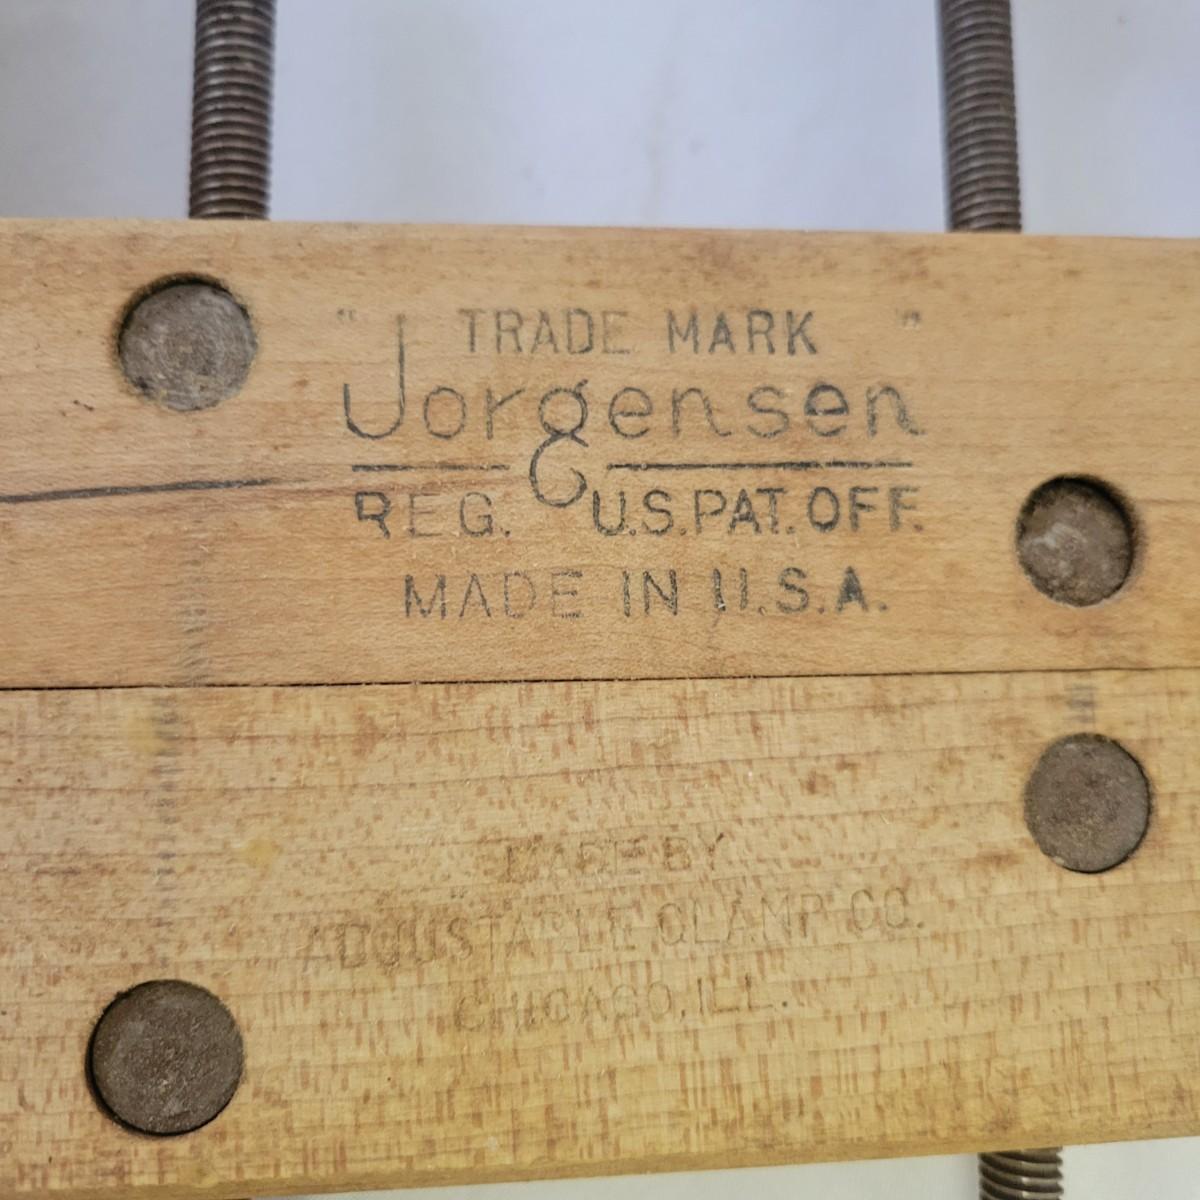 " TRADE MARK "
Jorgensen
REG. U.S. PAT. OFF.
MADE IN U.S.A.
MADE BY
ADJUSTABLE CLAMP CO.
CHICAGO, ILL.